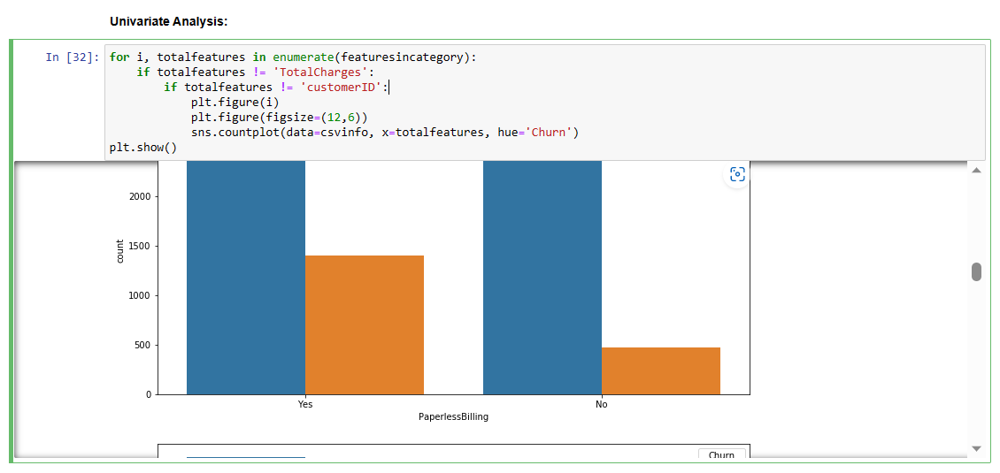 Univariate Analysis:
In [32]:
for i, totalfeatures in enumerate(featuresincategory):
    if totalfeatures != 'TotalCharges':
        if totalfeatures != 'customerID':
            plt.figure(i)
            plt.figure(figsize=(12,6))
            sns.countplot(data=csvinfo, x=totalfeatures, hue='Churn')
plt.show()
2000
1500
1000
500
0
count
Yes
No
PaperlessBilling
Churn